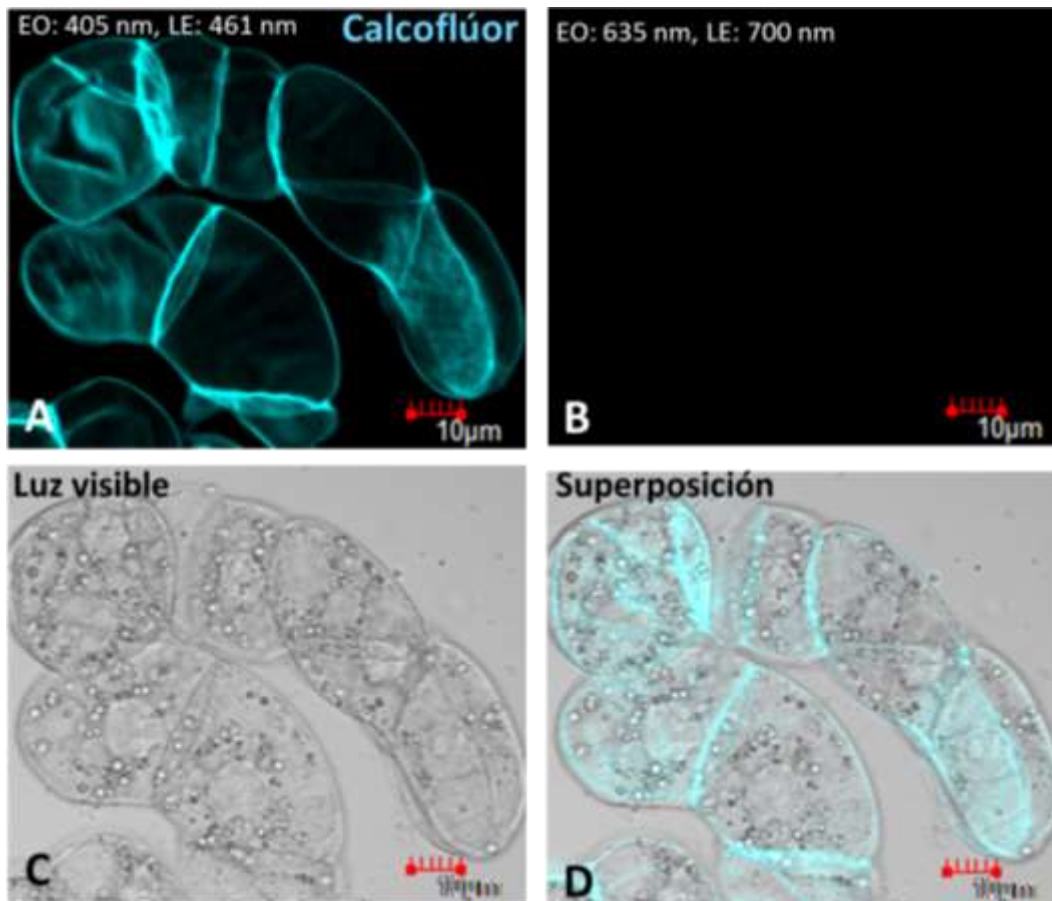 EO: 405 nm, LE: 461 nm Calcoflúor
EO: 635 nm, LE: 700 nm
A
10µm
B
10µm
Luz visible
Superposición
C
D